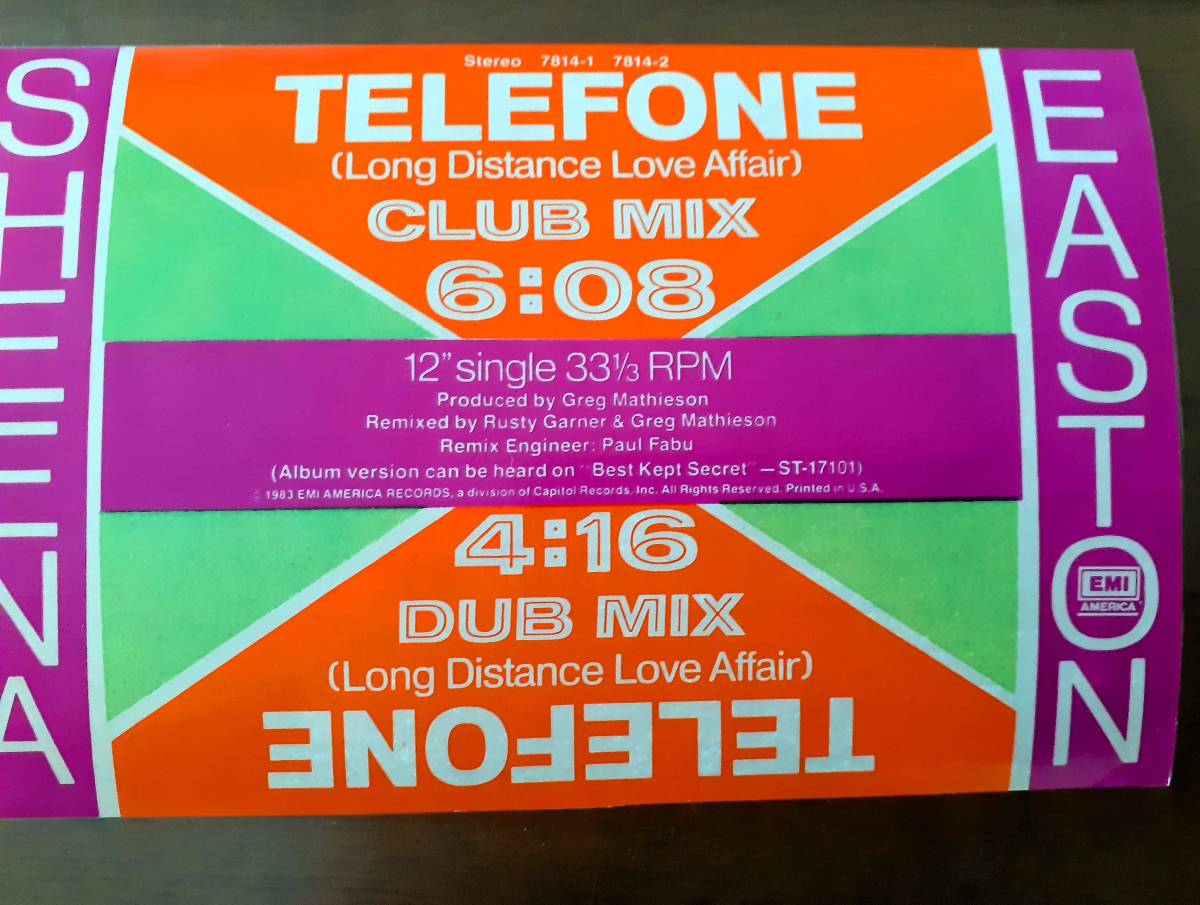 SHEENA
Stereo 7814-1 7814-2
TELEFONE
(Long Distance Love Affair)
CLUB MIX
6:08
12" single 33⅓ RPM
Produced by Greg Mathieson
Remixed by Rusty Garner & Greg Mathieson
Remix Engineer: Paul Fabu
(Album version can be heard on "Best Kept Secret" — ST-17101)
© 1983 EMI AMERICA RECORDS, a division of Capitol Records, Inc. All Rights Reserved. Printed in U.S.A.
4:16
DUB MIX
(Long Distance Love Affair)
TELEFONE
EASTON
EMI
AMERICA